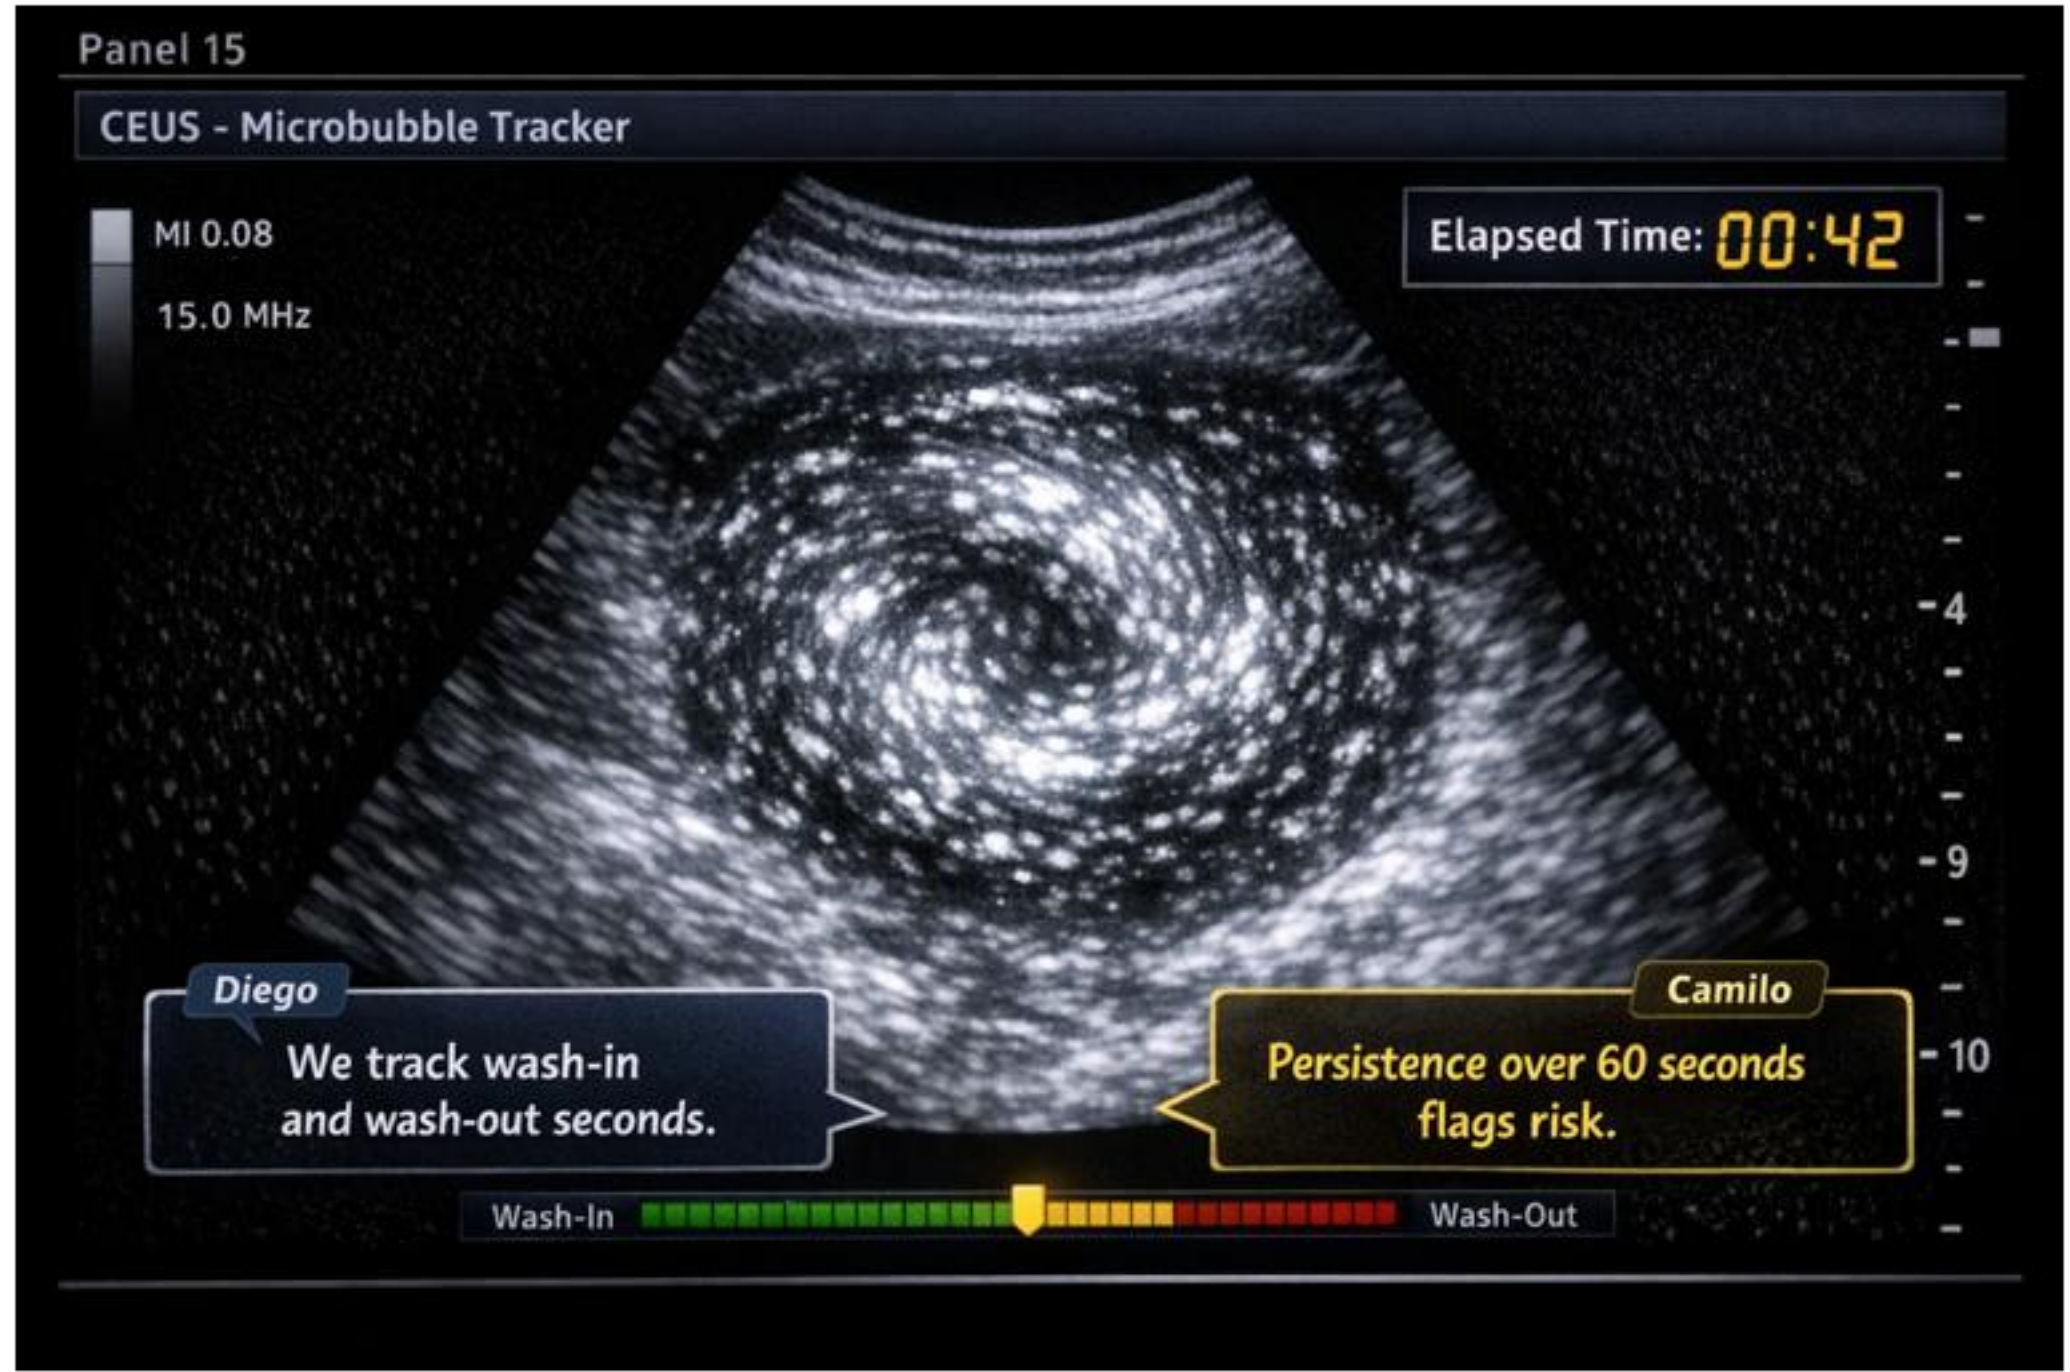 Panel 15
CEUS - Microbubble Tracker
MI 0.08
15.0 MHz
Elapsed Time: 00:42
4
9
10
Diego
We track wash-in
and wash-out seconds.
Camilo
Persistence over 60 seconds
flags risk.
Wash-In
Wash-Out